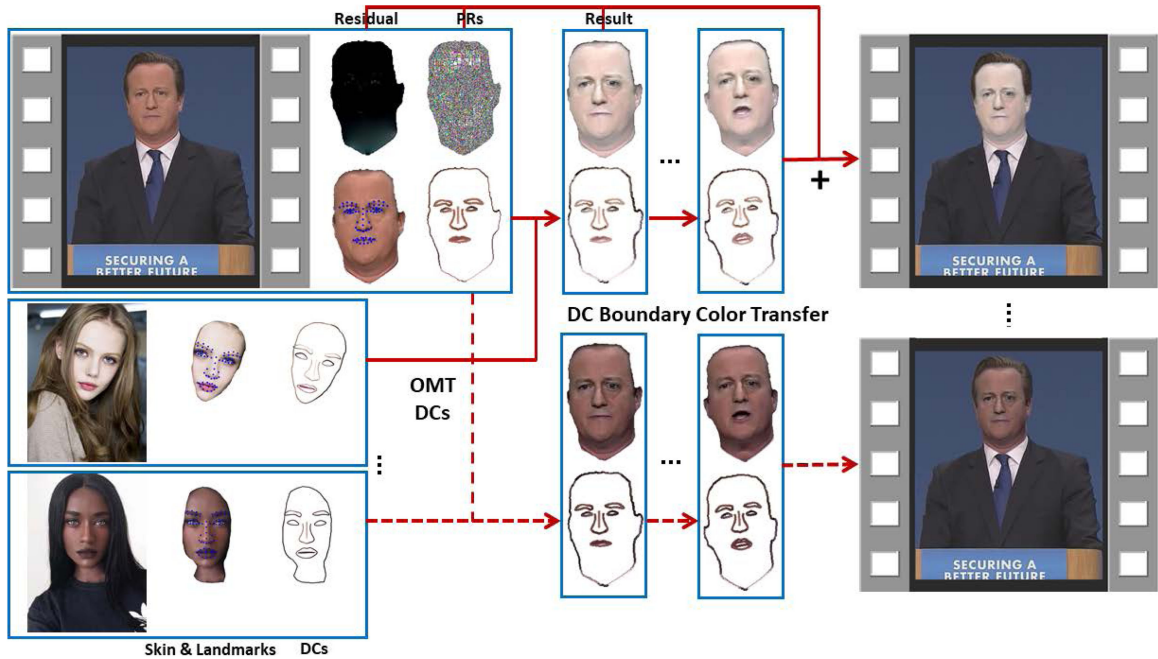 Residual
PRs
Result
...
+
SECURING A
BETTER FUTURE
SECURING A
BETTER FUTURE
DC Boundary Color Transfer
OMT
DCs
...
SECURING A
BETTER FUTURE
Skin & Landmarks
DCs